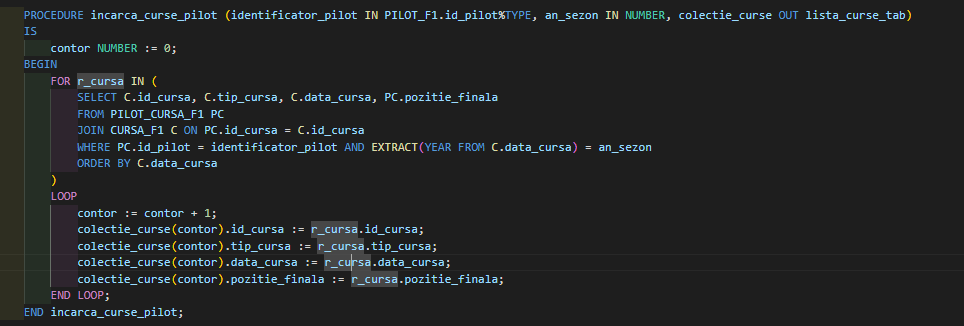 PROCEDURE incarca_curse_pilot (identificator_pilot IN PILOT_F1.id_pilot%TYPE, an_sezon IN NUMBER, colectie_curse OUT lista_curse_tab)
IS
    contor NUMBER := 0;
BEGIN
    FOR r_cursa IN (
        SELECT C.id_cursa, C.tip_cursa, C.data_cursa, PC.pozitie_finala
        FROM PILOT_CURSA_F1 PC
        JOIN CURSA_F1 C ON PC.id_cursa = C.id_cursa
        WHERE PC.id_pilot = identificator_pilot AND EXTRACT(YEAR FROM C.data_cursa) = an_sezon
        ORDER BY C.data_cursa
    )
    LOOP
        contor := contor + 1;
        colectie_curse(contor).id_cursa := r_cursa.id_cursa;
        colectie_curse(contor).tip_cursa := r_cursa.tip_cursa;
        colectie_curse(contor).data_cursa := r_cursa.data_cursa;
        colectie_curse(contor).pozitie_finala := r_cursa.pozitie_finala;
    END LOOP;
END incarca_curse_pilot;